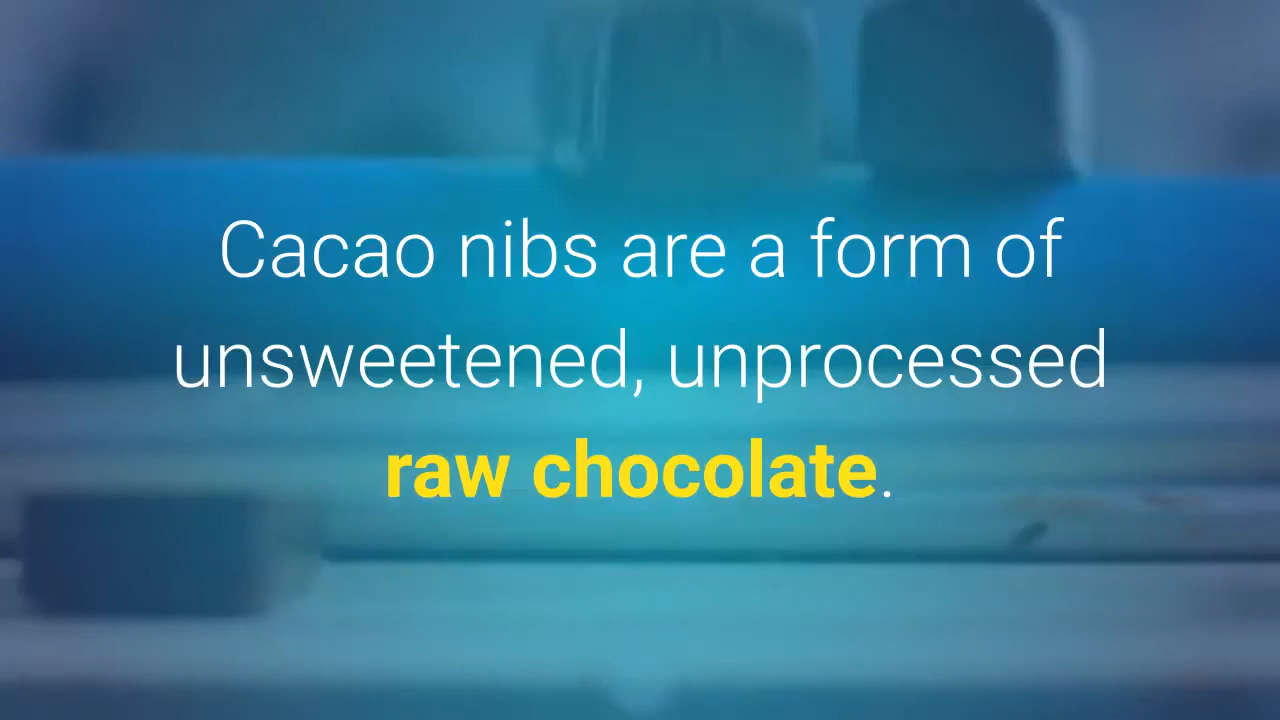 Cacao nibs are a form of
unsweetened, unprocessed
raw chocolate.